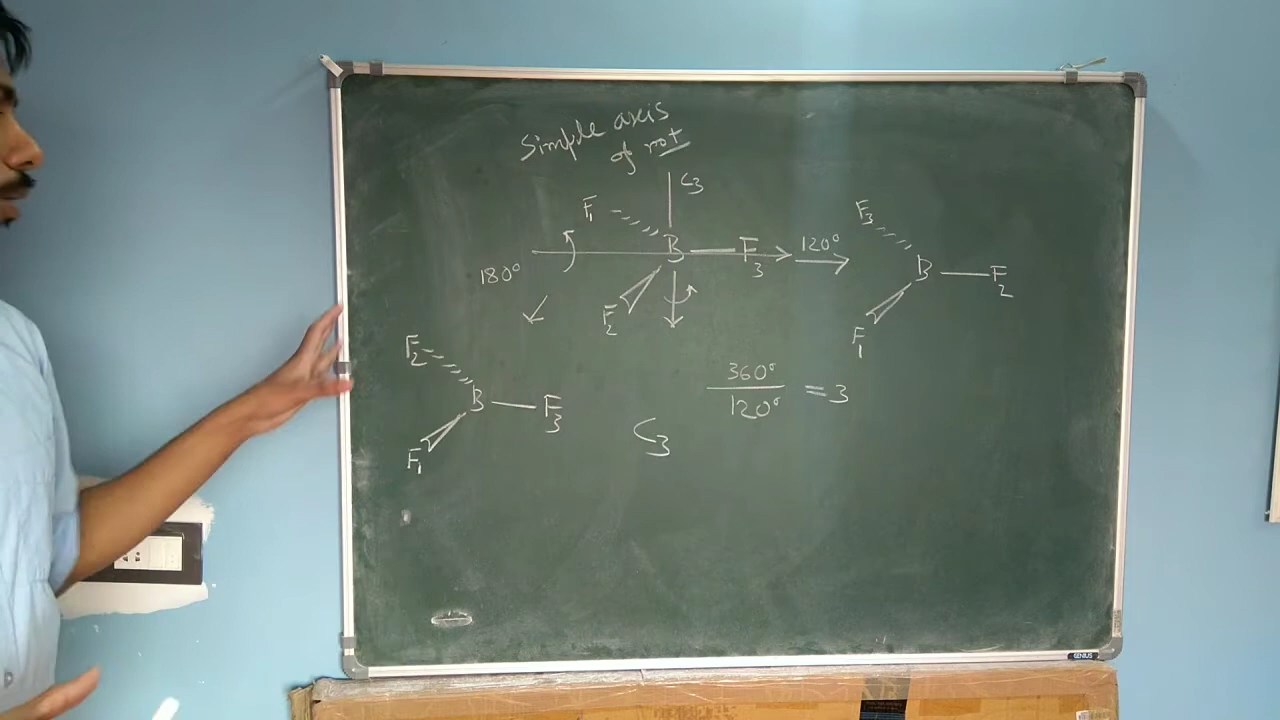 Simple axis
of rot
C3
F1
B F3 120°
180°
F2
F3
B F2
F1
F2
B F3
F1
360°
120° = 3
C3
GENIUS